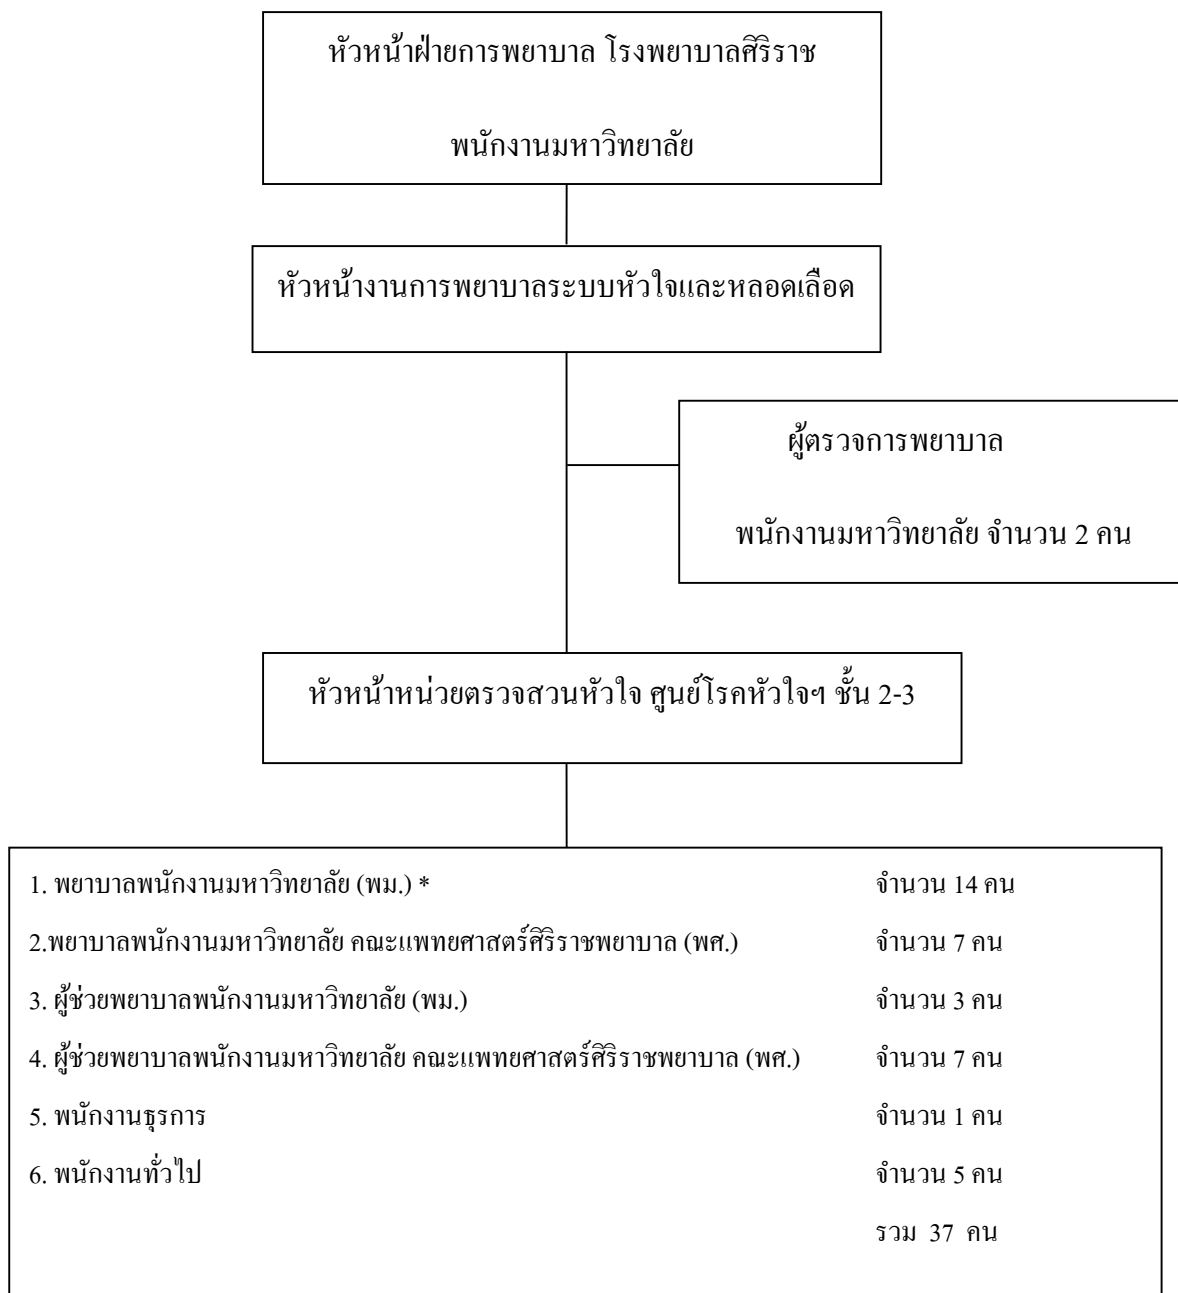 หัวหน้าฝ่ายการพยาบาล โรงพยาบาลศิริราช
พนักงานมหาวิทยาลัย
หัวหน้างานการพยาบาลระบบหัวใจและหลอดเลือด
ผู้ตรวจการพยาบาล
พนักงานมหาวิทยาลัย จำนวน 2 คน
หัวหน้าหน่วยตรวจสวนหัวใจ ศูนย์โรคหัวใจฯ ชั้น 2-3
1. พยาบาลพนักงานมหาวิทยาลัย (พม.) * จำนวน 14 คน
2.พยาบาลพนักงานมหาวิทยาลัย คณะแพทยศาสตร์ศิริราชพยาบาล (พศ.) จำนวน 7 คน
3. ผู้ช่วยพยาบาลพนักงานมหาวิทยาลัย (พม.) จำนวน 3 คน
4. ผู้ช่วยพยาบาลพนักงานมหาวิทยาลัย คณะแพทยศาสตร์ศิริราชพยาบาล (พศ.) จำนวน 7 คน
5. พนักงานธุรการ จำนวน 1 คน
6. พนักงานทั่วไป จำนวน 5 คน
รวม 37 คน